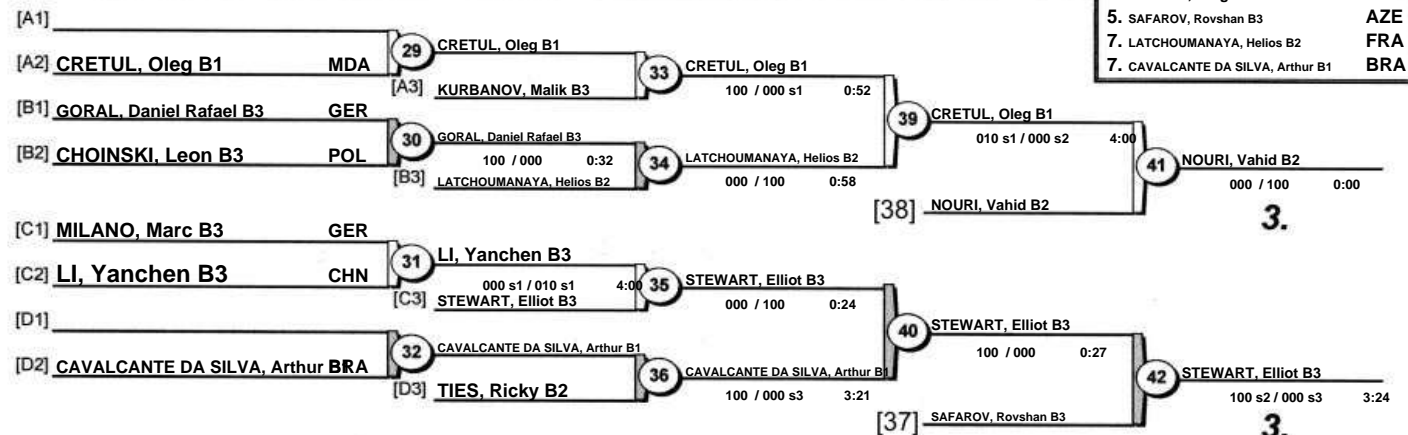 5. SAFAROV, Rovshan B3 AZE
7. LATCHOUMANAYA, Helios B2 FRA
7. CAVALCANTE DA SILVA, Arthur B1 BRA
[A1]
[A2] CRETUL, Oleg B1 MDA
29
CRETUL, Oleg B1
[A3] KURBANOV, Malik B3
33
CRETUL, Oleg B1
100 / 000 s1 0:52
[B1] GORAL, Daniel Rafael B3 GER
[B2] CHOINSKI, Leon B3 POL
30
GORAL, Daniel Rafael B3
100 / 000 0:32
[B3] LATCHOUMANAYA, Helios B2
34
LATCHOUMANAYA, Helios B2
000 / 100 0:58
39
CRETUL, Oleg B1
010 s1 / 000 s2 4:00
[38] NOURI, Vahid B2
41
NOURI, Vahid B2
000 / 100 0:00
3.
[C1] MILANO, Marc B3 GER
[C2] LI, Yanchen B3 CHN
31
LI, Yanchen B3
000 s1 / 010 s1 4:00
[C3] STEWART, Elliot B3
35
STEWART, Elliot B3
000 / 100 0:24
[D1]
[D2] CAVALCANTE DA SILVA, Arthur B1 BRA
32
CAVALCANTE DA SILVA, Arthur B1
[D3] TIES, Ricky B2
36
CAVALCANTE DA SILVA, Arthur B1
100 / 000 s3 3:21
40
STEWART, Elliot B3
100 / 000 0:27
[37] SAFAROV, Rovshan B3
42
STEWART, Elliot B3
100 s2 / 000 s3 3:24
3.